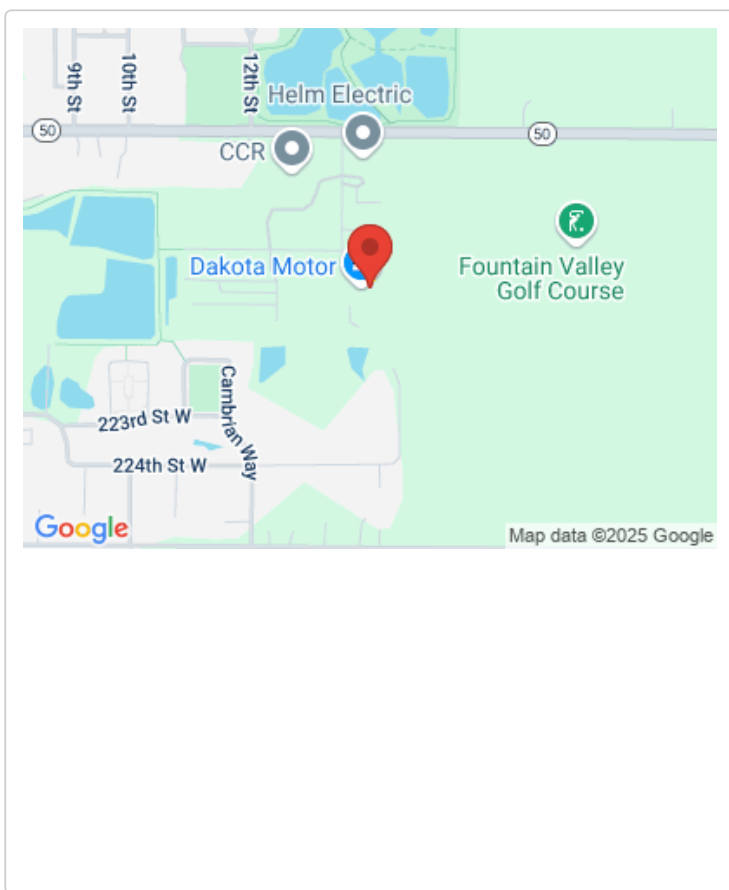 9th St
10th St
12th St
Helm Electric
50
CCR
50
Dakota Motor
Fountain Valley
Golf Course
223rd St W
Cambrian Way
224th St W
Google
Map data ©2025 Google